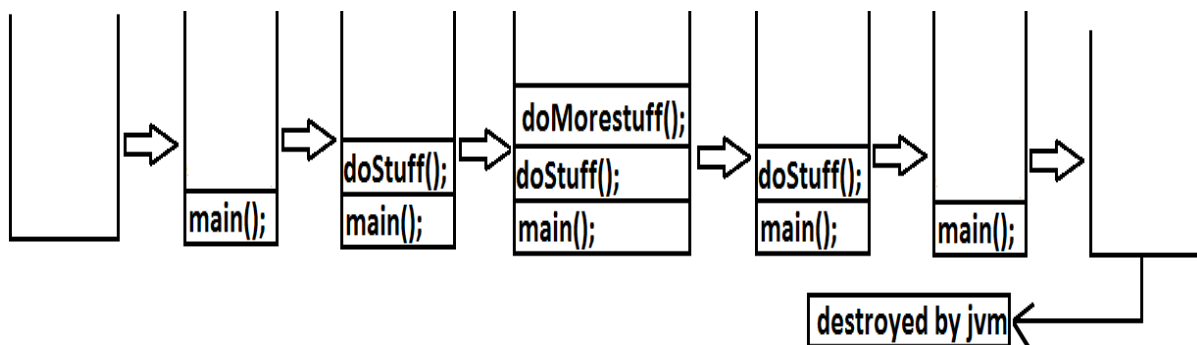 main();
doStuff();
main();
doMorestuff();
doStuff();
main();
doStuff();
main();
main();
destroyed by jvm